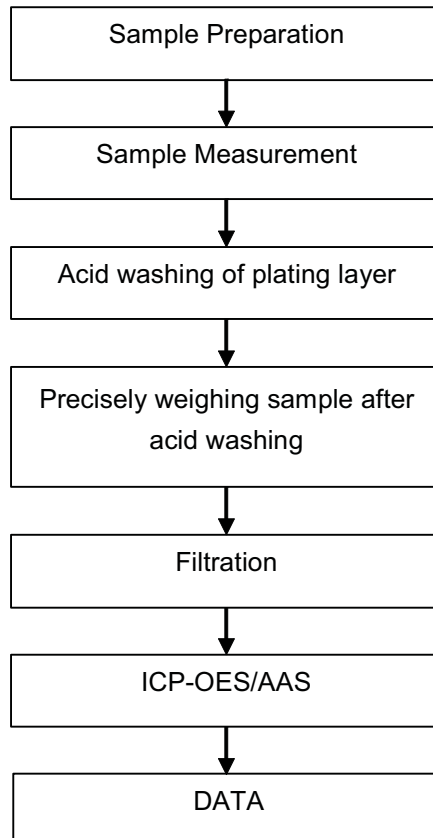 Sample Preparation
Sample Measurement
Acid washing of plating layer
Precisely weighing sample after
acid washing
Filtration
ICP-OES/AAS
DATA